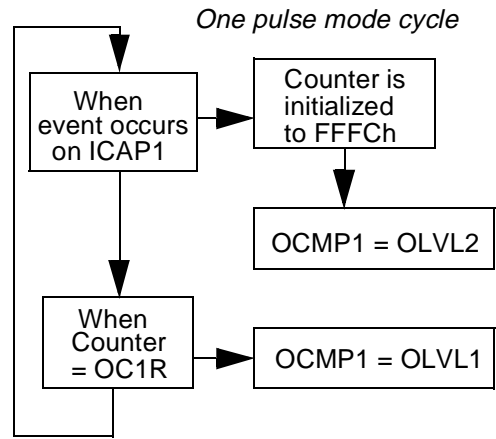 One pulse mode cycle
When
event occurs
on ICAP1
Counter is
initialized
to FFFCh
OCMP1 = OLVL2
When
Counter
= OC1R
OCMP1 = OLVL1